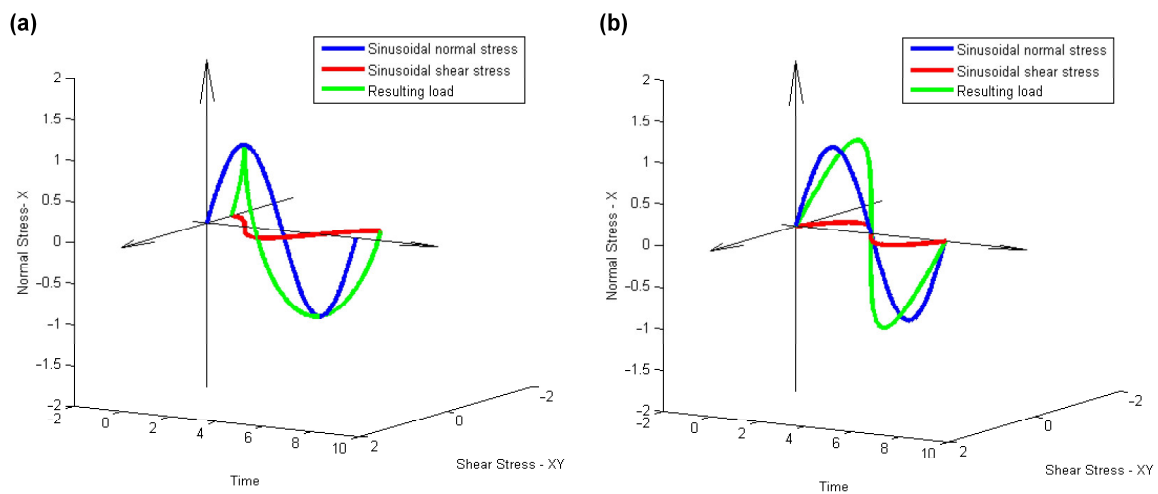 (a)
Sinusoidal normal stress
Sinusoidal shear stress
Resulting load
2
1.5
1
0.5
0
−0.5
−1
−1.5
−2
Normal Stress- X
2
0
2
4
6
8
10
Time
2
0
−2
Shear Stress - XY
(b)
Sinusoidal normal stress
Sinusoidal shear stress
Resulting load
2
1.5
1
0.5
0
−0.5
−1
−1.5
−2
Normal Stress - X
2
0
2
4
6
8
10
Time
2
0
−2
Shear Stress - XY